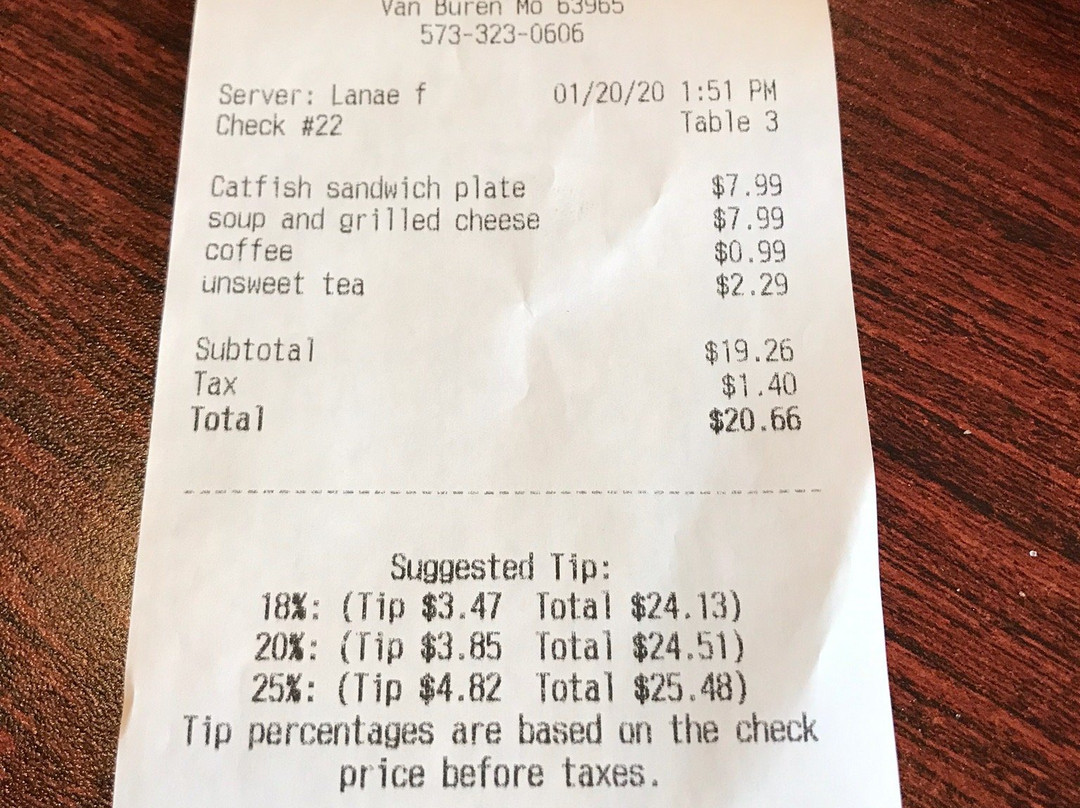 Van Buren Mo 63965
573-323-0606
Server: Lanae f 01/20/20 1:51 PM
Check #22 Table 3
Catfish sandwich plate $7.99
soup and grilled cheese $7.99
coffee $0.99
unsweet tea $2.29
Subtotal $19.26
Tax $1.40
Total $20.66
Suggested Tip:
18%: (Tip $3.47 Total $24.13)
20%: (Tip $3.85 Total $24.51)
25%: (Tip $4.82 Total $25.48)
Tip percentages are based on the check
price before taxes.